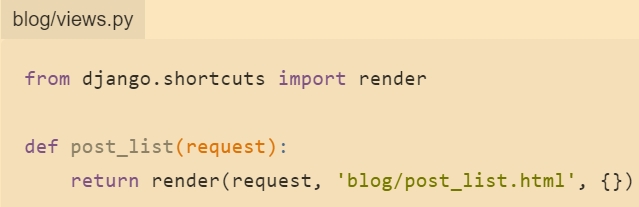 blog/views.py
from django.shortcuts import render
def post_list(request):
    return render(request, 'blog/post_list.html', {})